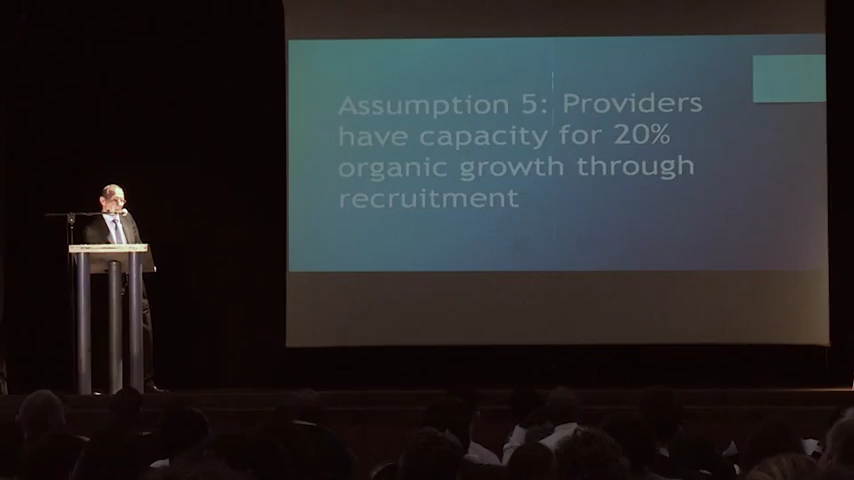 Assumption 5: Providers
have capacity for 20%
organic growth through
recruitment